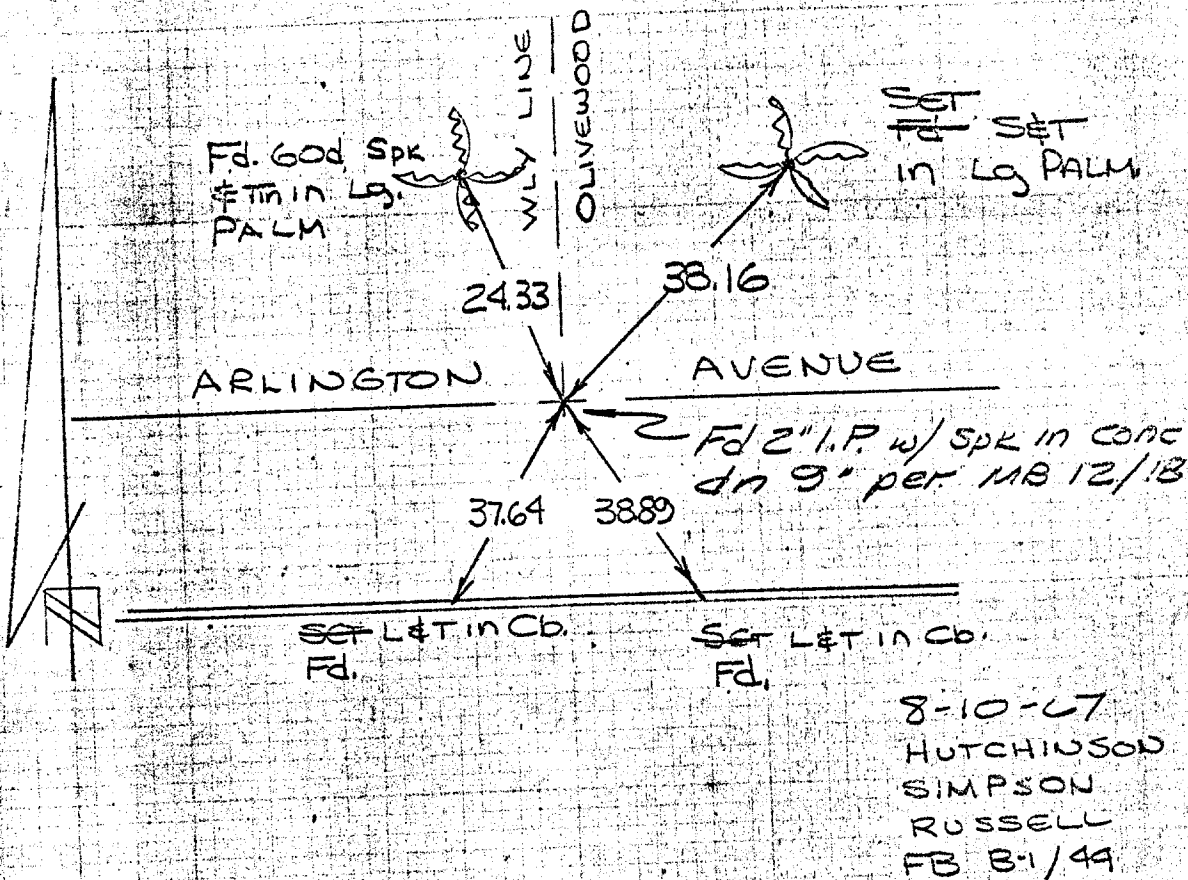 WLY LINE
OLIVEWOOD
Fd. 60d Spk
& Tin in Lg.
PALM
SET
Fd S&T
in Lg PALM
24.33
38.16
ARLINGTON AVENUE
Fd 2" I.P. w/ Spk in conc
dn 9" per MB 12/18
37.64 38.89
SET L&T in Cb.
Fd.
SET L&T in Cb.
Fd.
8-10-67
HUTCHINSON
SIMPSON
RUSSELL
FB B-1/44